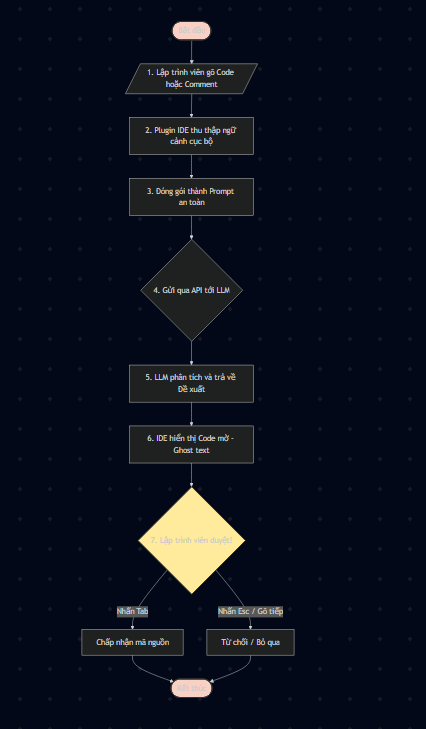 Bắt đầu
1. Lập trình viên gõ Code
hoặc Comment
2. Plugin IDE thu thập ngữ
cảnh cục bộ
3. Đóng gói thành Prompt
an toàn
4. Gửi qua API tới LLM
5. LLM phân tích và trả về
Đề xuất
6. IDE hiển thị Code mờ -
Ghost text
7. Lập trình viên duyệt?
Nhấn Tab
Nhấn Esc / Gõ tiếp
Chấp nhận mã nguồn
Từ chối / Bỏ qua
Kết thúc